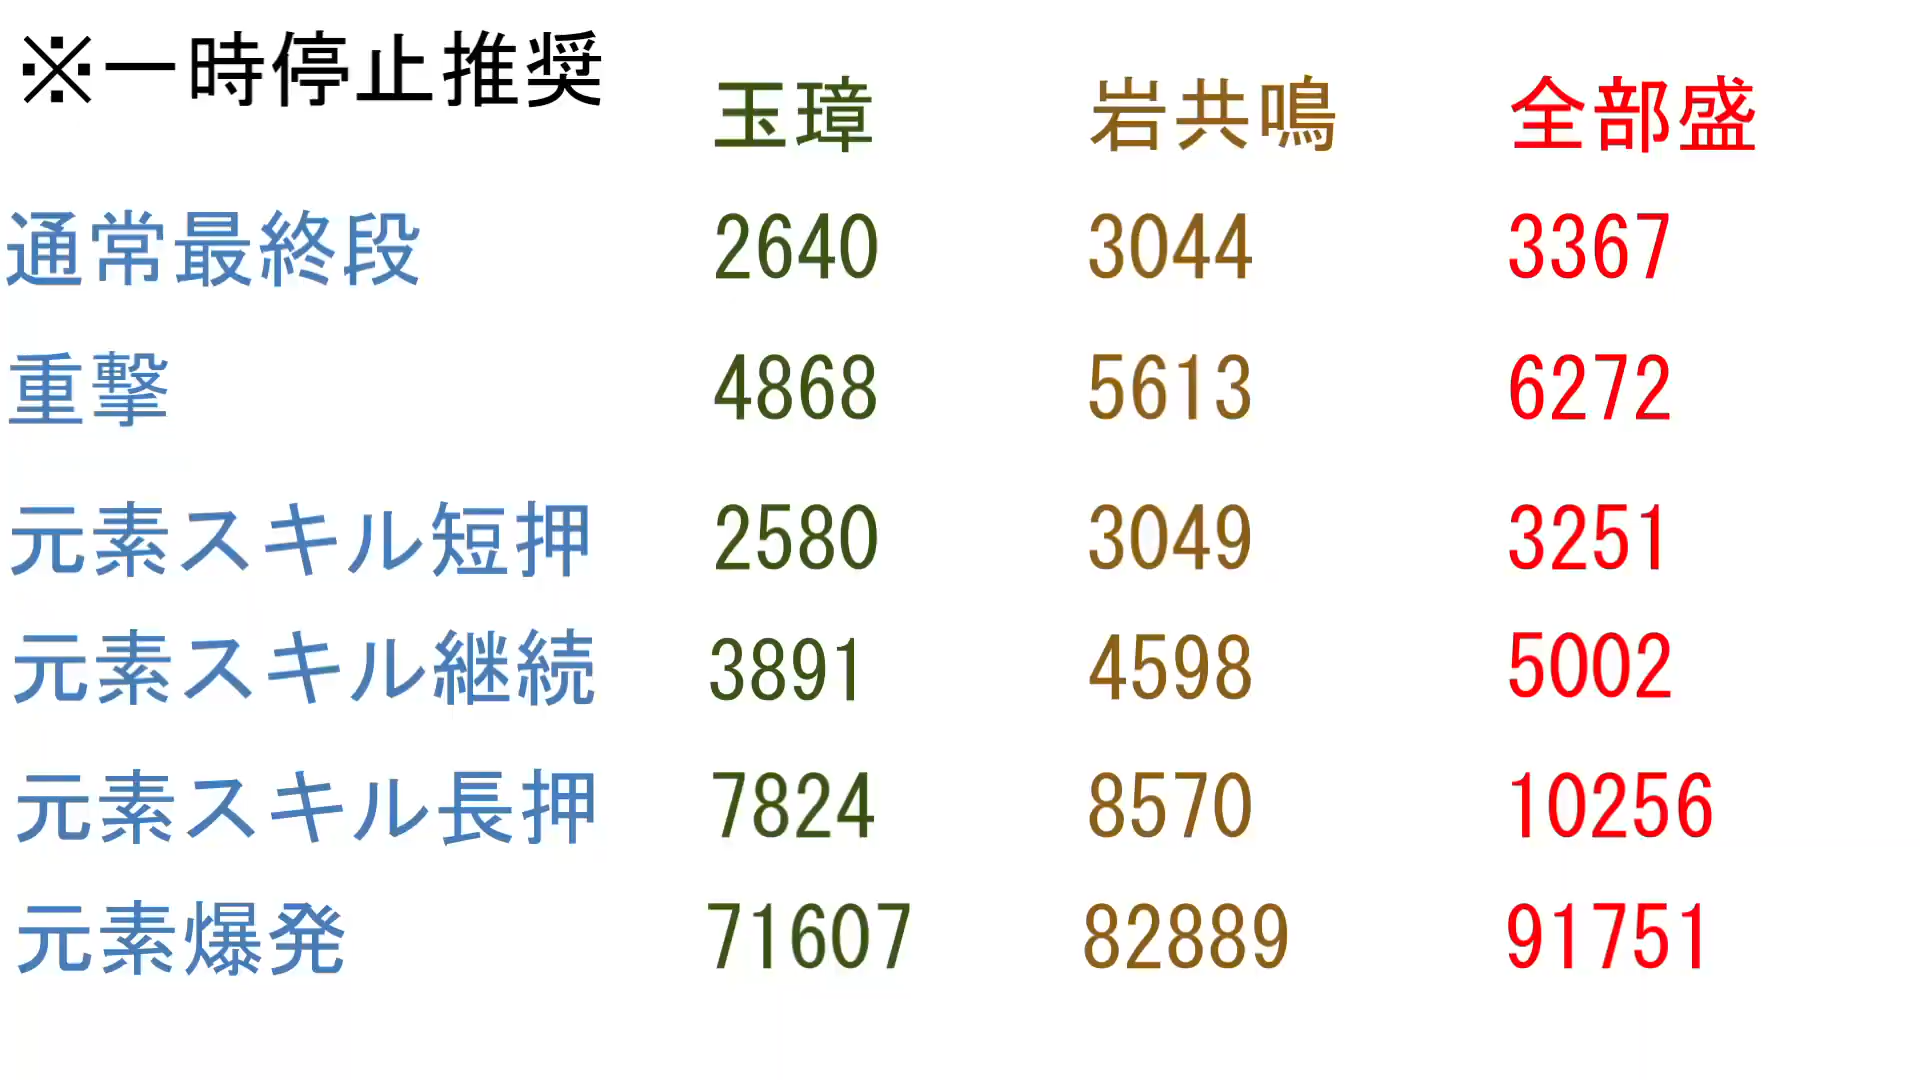 ※一時停止推奨
玉璋 岩共鳴 全部盛
通常最終段 2640 3044 3367
重撃 4868 5613 6272
元素スキル短押 2580 3049 3251
元素スキル継続 3891 4598 5002
元素スキル長押 7824 8570 10256
元素爆発 71607 82889 91751